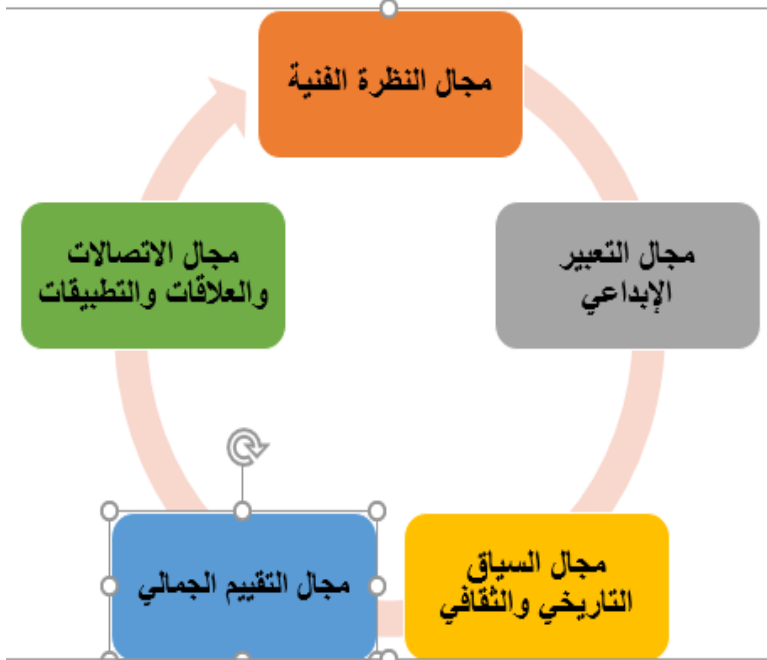 مجال النظرة الفنية
مجال التعبير
الإبداعي
مجال السياق
التاريخي والثقافي
مجال التقييم الجمالي
مجال الاتصالات
والعلاقات والتطبيقات